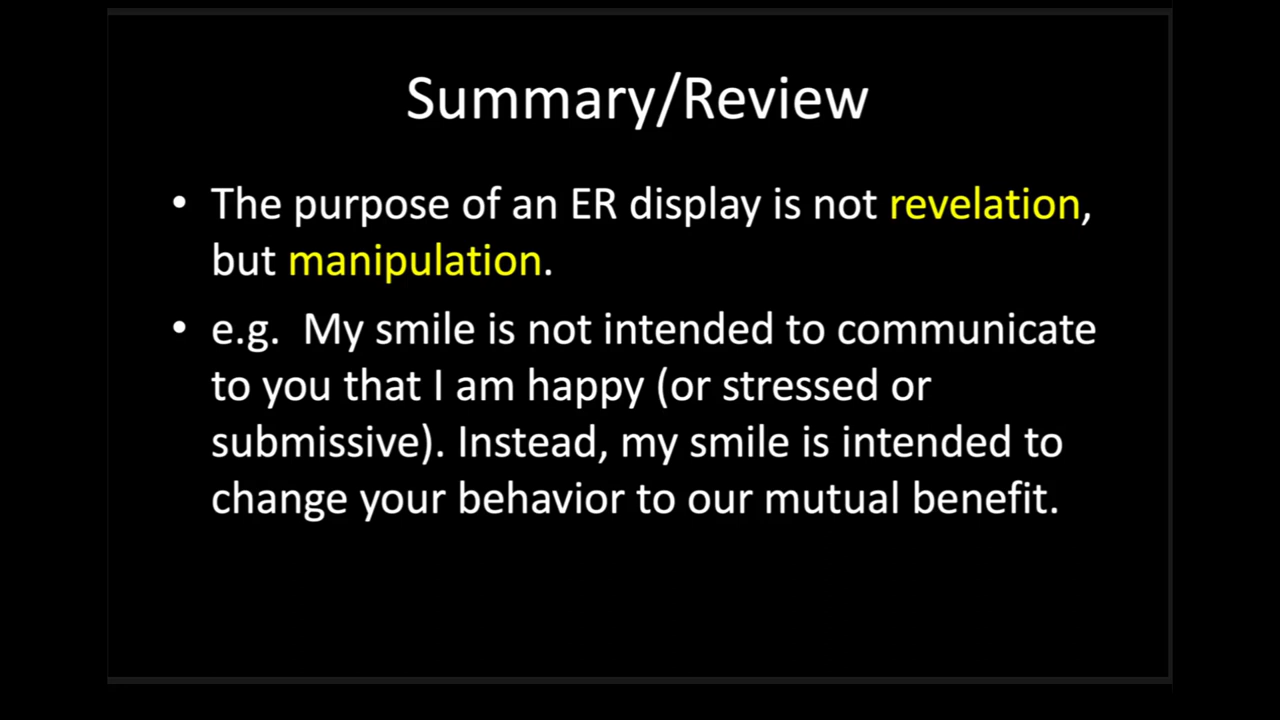 Summary/Review
• The purpose of an ER display is not revelation,
but manipulation.
• e.g.  My smile is not intended to communicate
to you that I am happy (or stressed or
submissive). Instead, my smile is intended to
change your behavior to our mutual benefit.